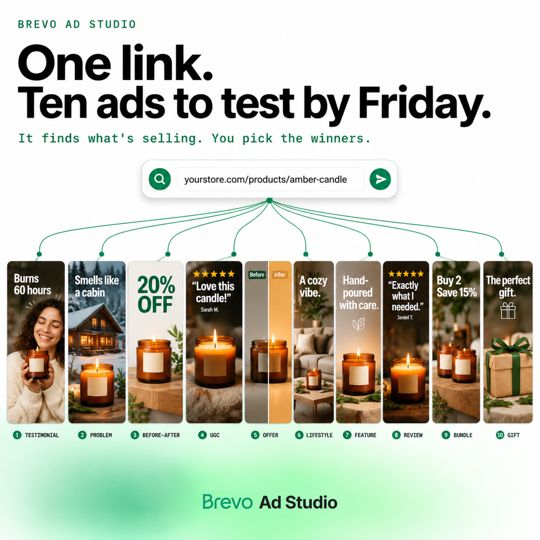 BREVO AD STUDIO
One link.
Ten ads to test by Friday.
It finds what's selling. You pick the winners.
yourstore.com/products/amber-candle
Burns
60 hours
Smells like
a cabin
20%
OFF
"Love this
candle!"
Sarah M.
Before
After
A cozy
vibe.
Hand-
poured
with care.
"Exactly
what I
needed."
Daniel T.
Buy 2
Save 15%
The perfect
gift.
1 TESTIMONIAL
2 PROBLEM
3 BEFORE-AFTER
4 UGC
5 OFFER
6 LIFESTYLE
7 FEATURE
8 REVIEW
9 BUNDLE
10 GIFT
Brevo Ad Studio